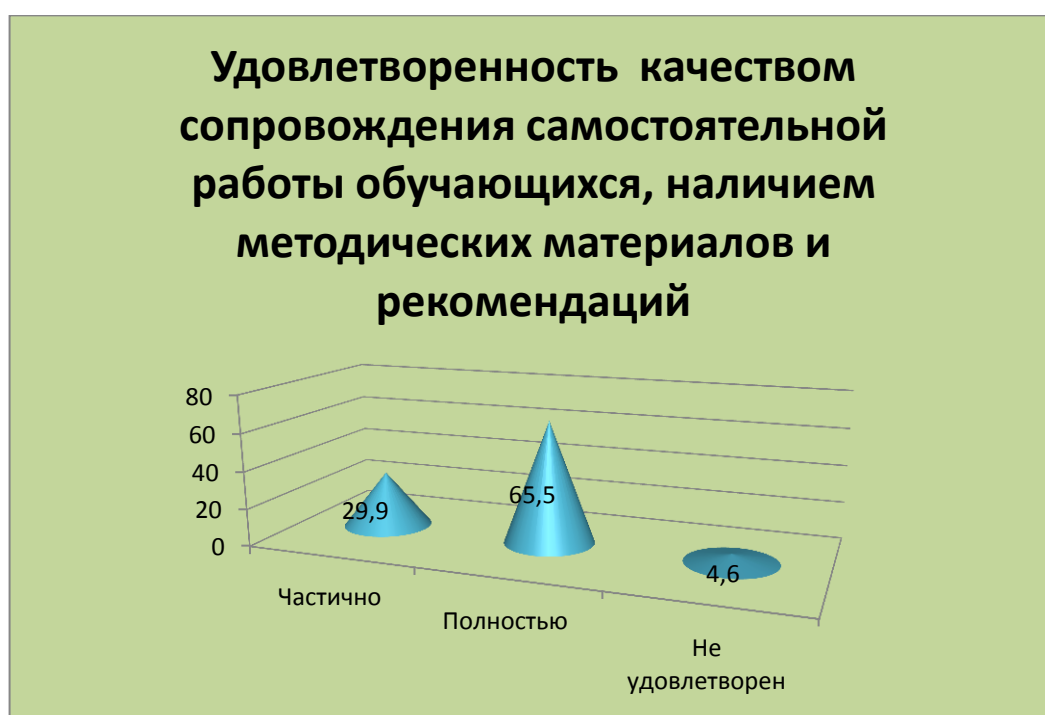 Удовлетворенность качеством
сопровождения самостоятельной
работы обучающихся, наличием
методических материалов и
рекомендаций
80
60
40
20
0
29,9
65,5
4,6
Частично
Полностью
Не
удовлетворен